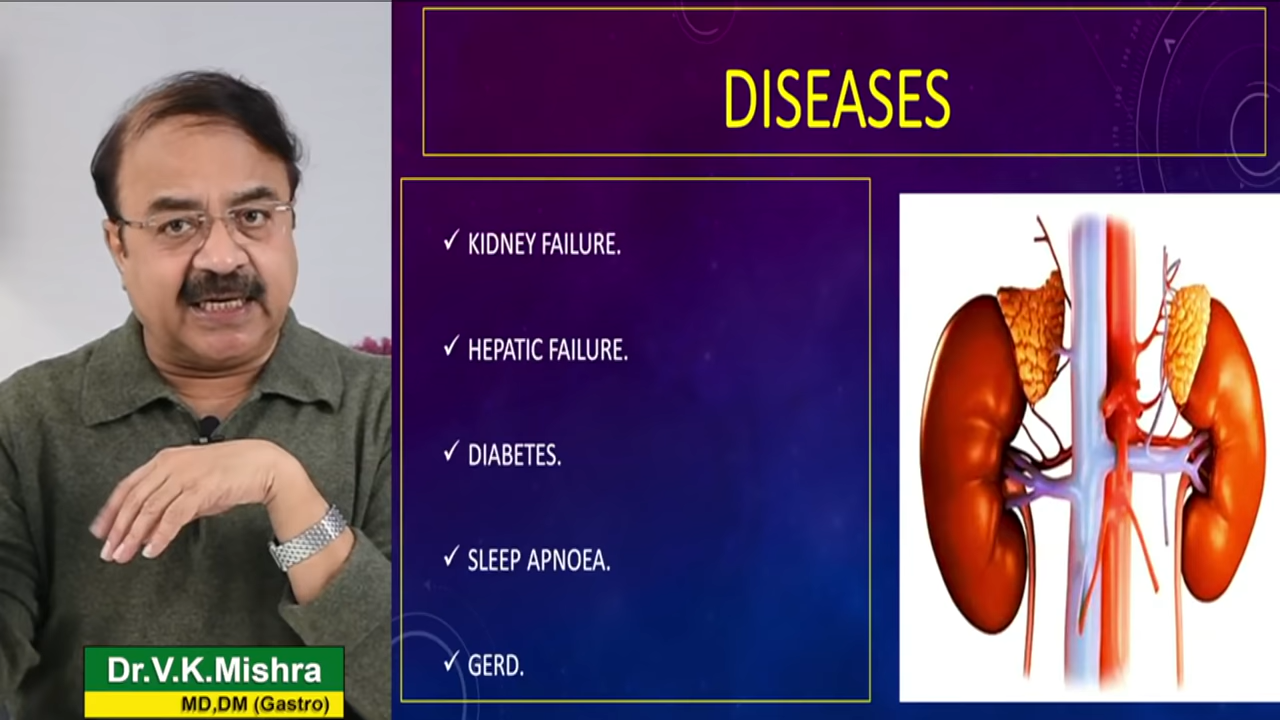 DISEASES
✓ KIDNEY FAILURE.
✓ HEPATIC FAILURE.
✓ DIABETES.
✓ SLEEP APNOEA.
✓ GERD.
Dr.V.K.Mishra
MD,DM (Gastro)